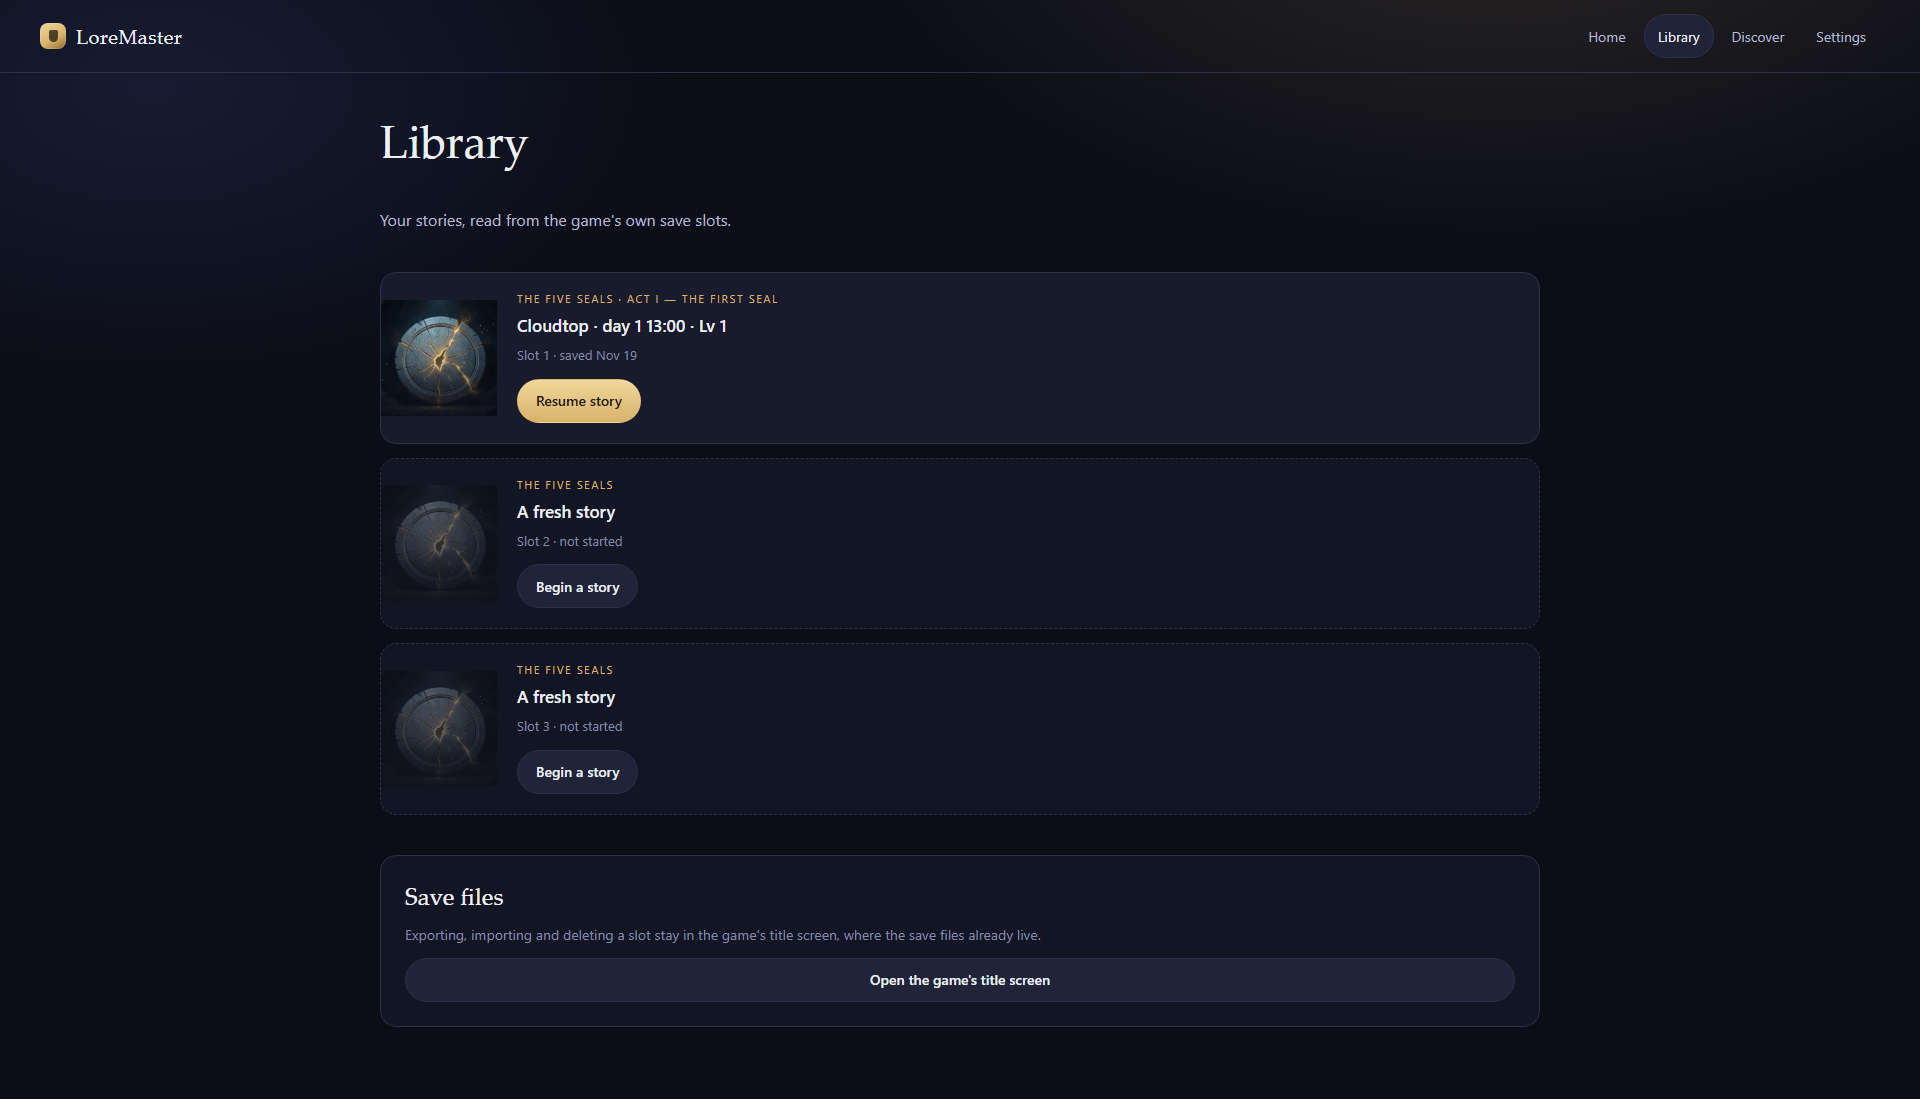 LoreMaster
Home
Library
Discover
Settings
Library
Your stories, read from the game's own save slots.
THE FIVE SEALS · ACT I — THE FIRST SEAL
Cloudtop · day 1 13:00 · Lv 1
Slot 1 · saved Nov 19
Resume story
THE FIVE SEALS
A fresh story
Slot 2 · not started
Begin a story
THE FIVE SEALS
A fresh story
Slot 3 · not started
Begin a story
Save files
Exporting, importing and deleting a slot stay in the game's title screen, where the save files already live.
Open the game's title screen